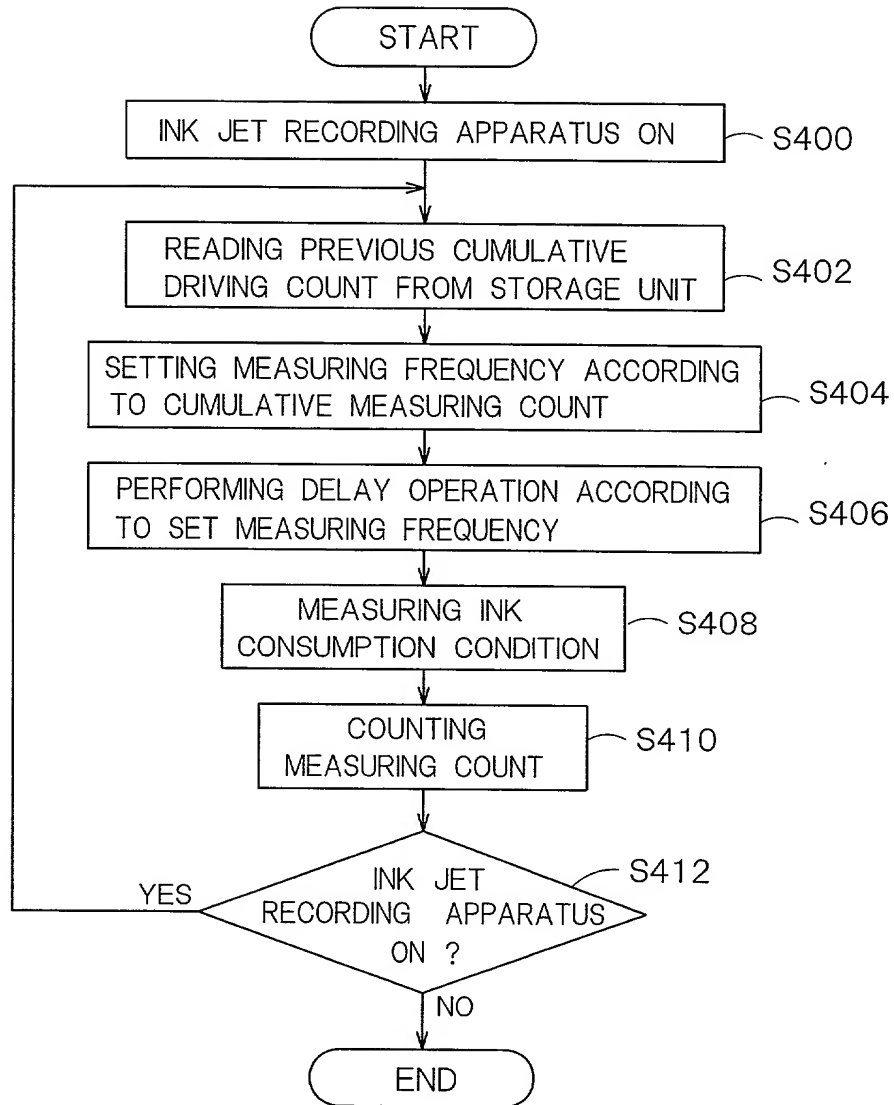 START
INK JET RECORDING APPARATUS ON
S400
READING PREVIOUS CUMULATIVE
DRIVING COUNT FROM STORAGE UNIT
S402
SETTING MEASURING FREQUENCY ACCORDING
TO CUMULATIVE MEASURING COUNT
S404
PERFORMING DELAY OPERATION ACCORDING
TO SET MEASURING FREQUENCY
S406
MEASURING INK
CONSUMPTION CONDITION
S408
COUNTING
MEASURING COUNT
S410
INK JET
RECORDING APPARATUS
ON ?
S412
YES
NO
END